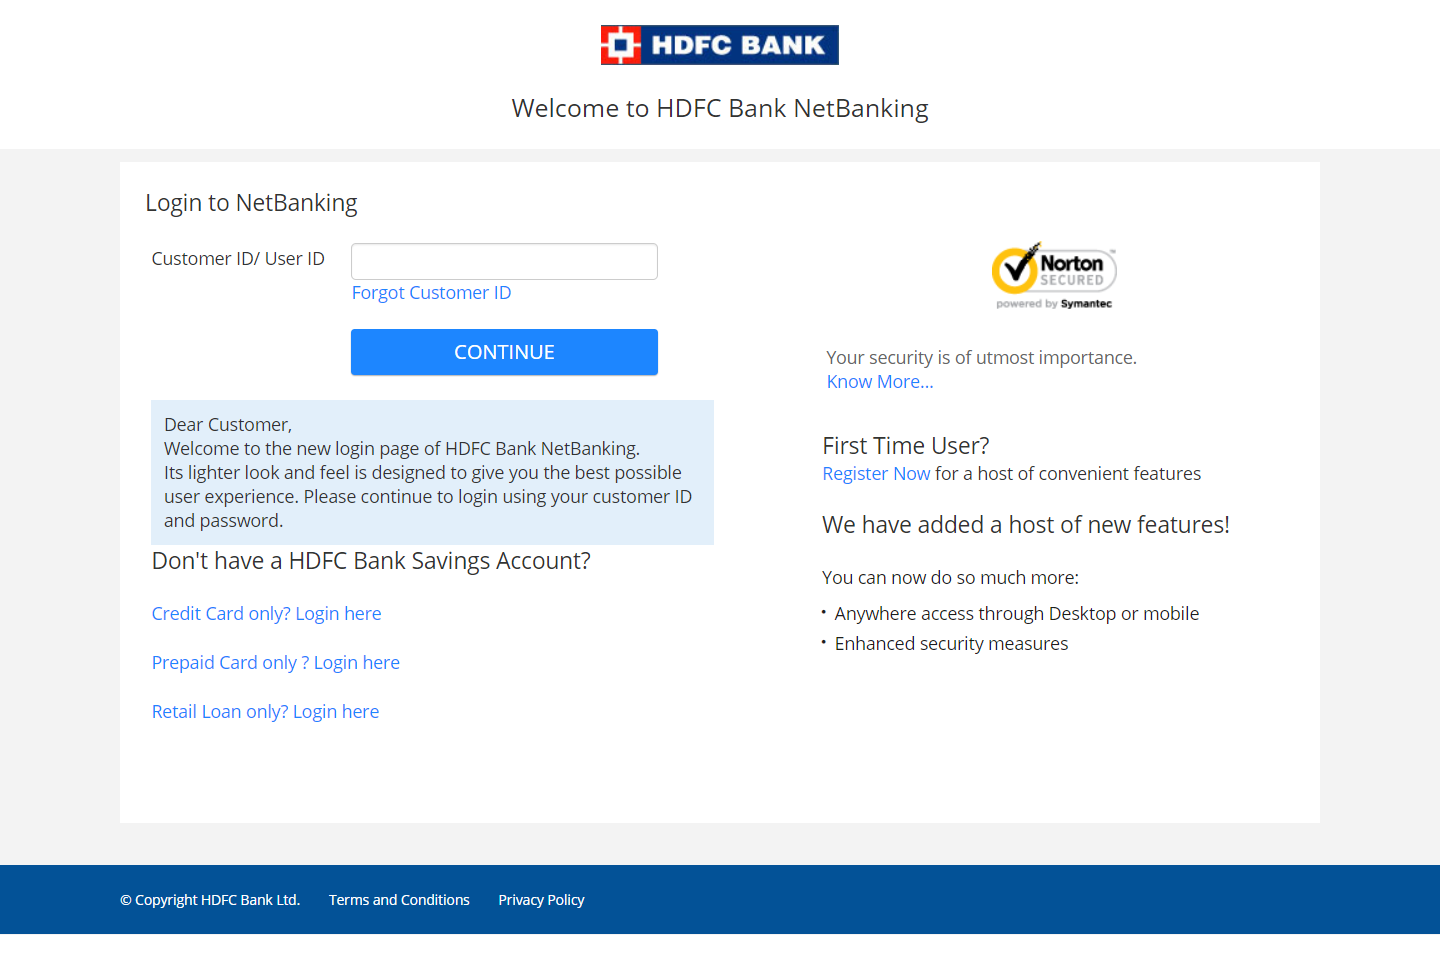 HDFC BANK
Welcome to HDFC Bank NetBanking
Login to NetBanking
Customer ID/ User ID
Forgot Customer ID
CONTINUE
Dear Customer,
Welcome to the new login page of HDFC Bank NetBanking.
Its lighter look and feel is designed to give you the best possible
user experience. Please continue to login using your customer ID
and password.
Don't have a HDFC Bank Savings Account?
Credit Card only? Login here
Prepaid Card only ? Login here
Retail Loan only? Login here
Norton
SECURED
TM
powered by Symantec
Your security is of utmost importance.
Know More...
First Time User?
Register Now for a host of convenient features
We have added a host of new features!
You can now do so much more:
• Anywhere access through Desktop or mobile
• Enhanced security measures
© Copyright HDFC Bank Ltd. Terms and Conditions Privacy Policy